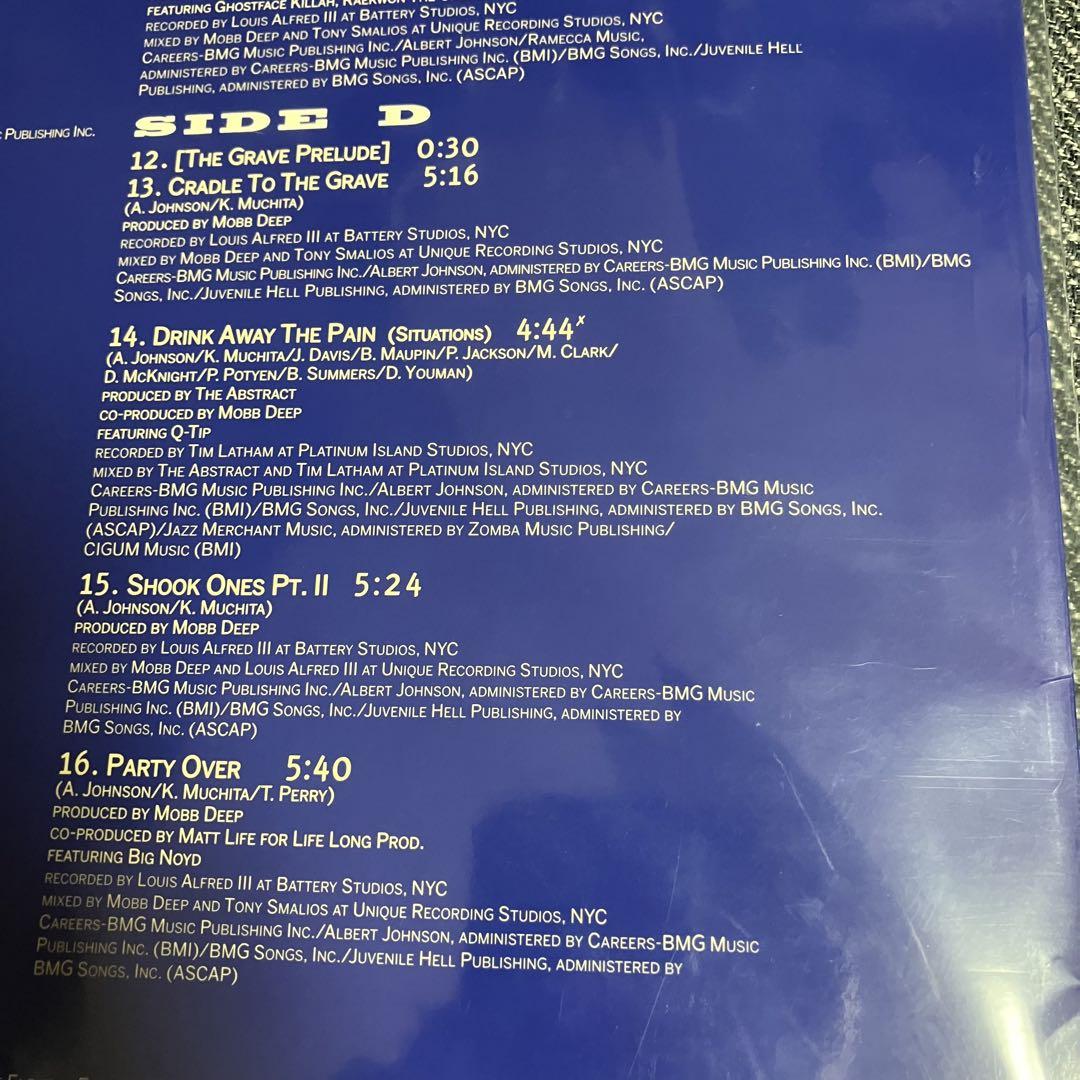 FEATURING GHOSTFACE KILLAH, RAEKWON THE
RECORDED BY LOUIS ALFRED III AT BATTERY STUDIOS, NYC
MIXED BY MOBB DEEP AND TONY SMALIOS AT UNIQUE RECORDING STUDIOS, NYC
CAREERS-BMG MUSIC PUBLISHING INC./ALBERT JOHNSON/RAMECCA MUSIC,
ADMINISTERED BY CAREERS-BMG MUSIC PUBLISHING INC. (BMI)/BMG SONGS, INC./JUVENILE HELL
PUBLISHING, ADMINISTERED BY BMG SONGS, INC. (ASCAP)
PUBLISHING INC.
SIDE D
12. [THE GRAVE PRELUDE] 0:30
13. CRADLE TO THE GRAVE 5:16
(A. JOHNSON/K. MUCHITA)
PRODUCED BY MOBB DEEP
RECORDED BY LOUIS ALFRED III AT BATTERY STUDIOS, NYC
MIXED BY MOBB DEEP AND TONY SMALIOS AT UNIQUE RECORDING STUDIOS, NYC
CAREERS-BMG MUSIC PUBLISHING INC./ALBERT JOHNSON, ADMINISTERED BY CAREERS-BMG MUSIC PUBLISHING INC. (BMI)/BMG
SONGS, INC./JUVENILE HELL PUBLISHING, ADMINISTERED BY BMG SONGS, INC. (ASCAP)
14. DRINK AWAY THE PAIN (SITUATIONS) 4:44x
(A. JOHNSON/K. MUCHITA/J. DAVIS/B. MAUPIN/P. JACKSON/M. CLARK/
D. MCKNIGHT/P. POTYEN/B. SUMMERS/D. YOUMAN)
PRODUCED BY THE ABSTRACT
CO-PRODUCED BY MOBB DEEP
FEATURING Q-TIP
RECORDED BY TIM LATHAM AT PLATINUM ISLAND STUDIOS, NYC
MIXED BY THE ABSTRACT AND TIM LATHAM AT PLATINUM ISLAND STUDIOS, NYC
CAREERS-BMG MUSIC PUBLISHING INC./ALBERT JOHNSON, ADMINISTERED BY CAREERS-BMG MUSIC
PUBLISHING INC. (BMI)/BMG SONGS, INC./JUVENILE HELL PUBLISHING, ADMINISTERED BY BMG SONGS, INC.
(ASCAP)/JAZZ MERCHANT MUSIC, ADMINISTERED BY ZOMBA MUSIC PUBLISHING/
CIGUM MUSIC (BMI)
15. SHOOK ONES PT. II 5:24
(A. JOHNSON/K. MUCHITA)
PRODUCED BY MOBB DEEP
RECORDED BY LOUIS ALFRED III AT BATTERY STUDIOS, NYC
MIXED BY MOBB DEEP AND LOUIS ALFRED III AT UNIQUE RECORDING STUDIOS, NYC
CAREERS-BMG MUSIC PUBLISHING INC./ALBERT JOHNSON, ADMINISTERED BY CAREERS-BMG MUSIC
PUBLISHING INC. (BMI)/BMG SONGS, INC./JUVENILE HELL PUBLISHING, ADMINISTERED BY
BMG SONGS, INC. (ASCAP)
16. PARTY OVER 5:40
(A. JOHNSON/K. MUCHITA/T. PERRY)
PRODUCED BY MOBB DEEP
CO-PRODUCED BY MATT LIFE FOR LIFE LONG PROD.
FEATURING BIG NOYD
RECORDED BY LOUIS ALFRED III AT BATTERY STUDIOS, NYC
MIXED BY MOBB DEEP AND TONY SMALIOS AT UNIQUE RECORDING STUDIOS, NYC
CAREERS-BMG MUSIC PUBLISHING INC./ALBERT JOHNSON, ADMINISTERED BY CAREERS-BMG MUSIC
PUBLISHING INC. (BMI)/BMG SONGS, INC./JUVENILE HELL PUBLISHING, ADMINISTERED BY
BMG SONGS, INC. (ASCAP)